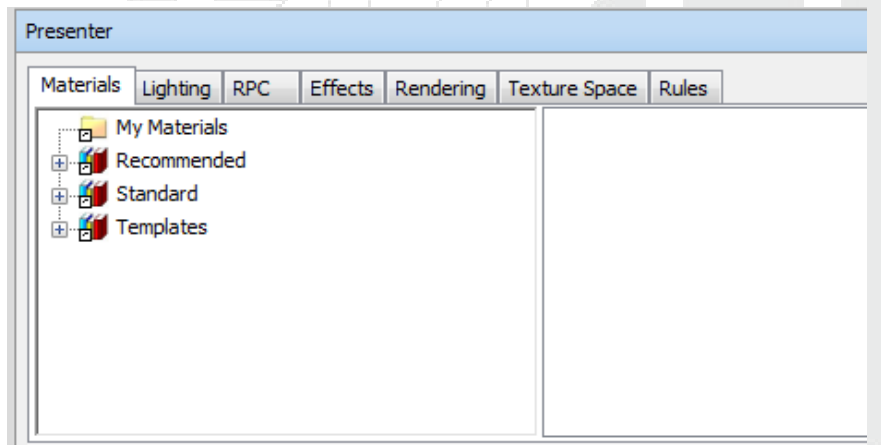 Presenter
Materials Lighting RPC Effects Rendering Texture Space Rules
My Materials
Recommended
Standard
Templates